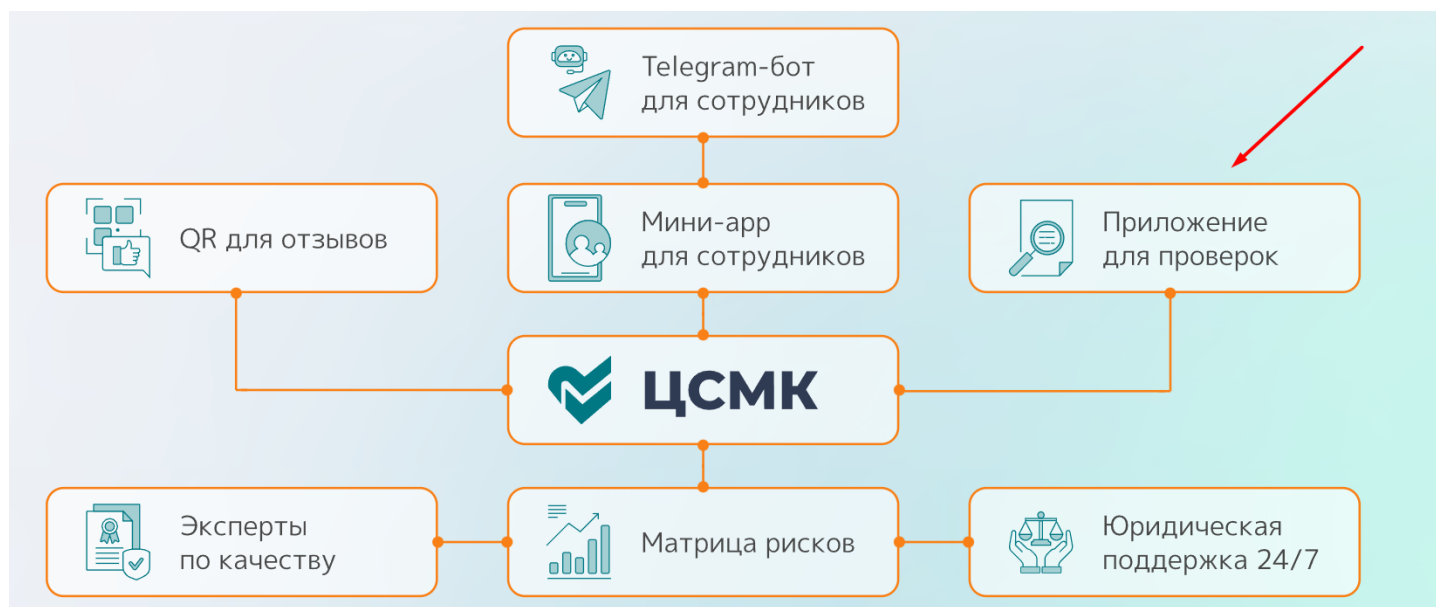 Telegram-бот
для сотрудников
QR для отзывов
Мини-app
для сотрудников
Приложение
для проверок
ЦСМК
Эксперты
по качеству
Матрица рисков
Юридическая
поддержка 24/7